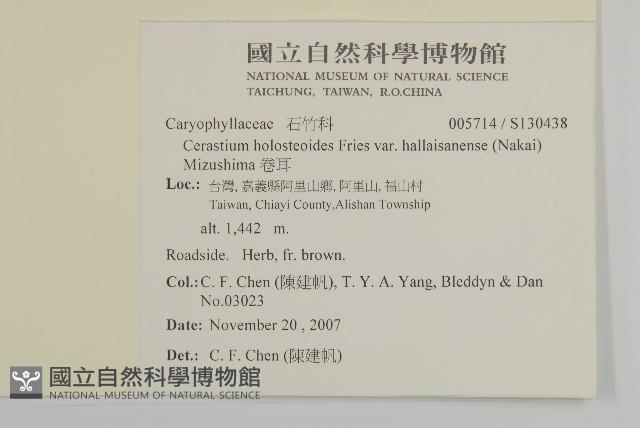 國立自然科學博物館
NATIONAL MUSEUM OF NATURAL SCIENCE
TAICHUNG, TAIWAN, R.O.CHINA
Caryophyllaceae 石竹科 005714 / S130438
Cerastium holosteoides Fries var. hallaisanense (Nakai)
Mizushima 卷耳
Loc.: 台灣, 嘉義縣阿里山鄉, 阿里山, 福山村
Taiwan, Chiayi County,Alishan Township
alt. 1,442 m.
Roadside. Herb, fr. brown.
Col.: C. F. Chen (陳建帆), T. Y. A. Yang, Bleddyn & Dan
No.03023
Date: November 20 , 2007
Det.: C. F. Chen (陳建帆)
國立自然科學博物館
NATIONAL MUSEUM OF NATURAL SCIENCE